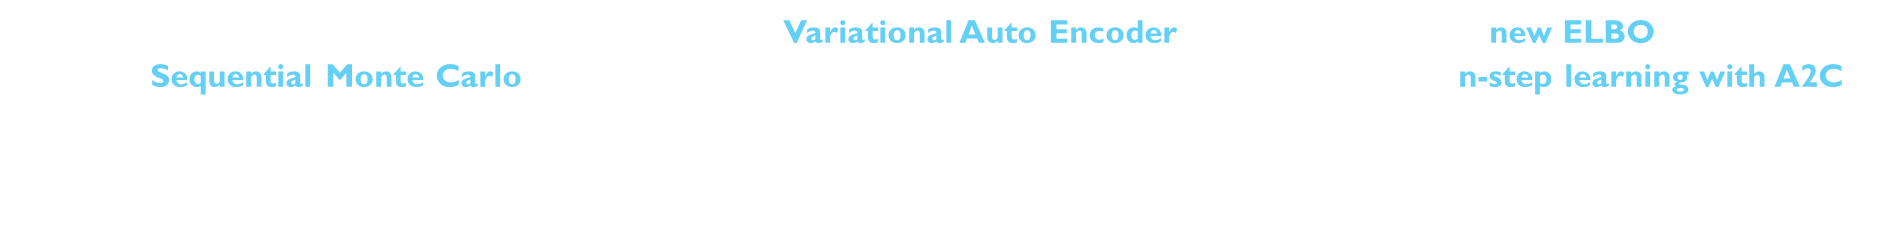 Variational Auto Encoder new ELBO
Sequential Monte Carlo n-step learning with A2C